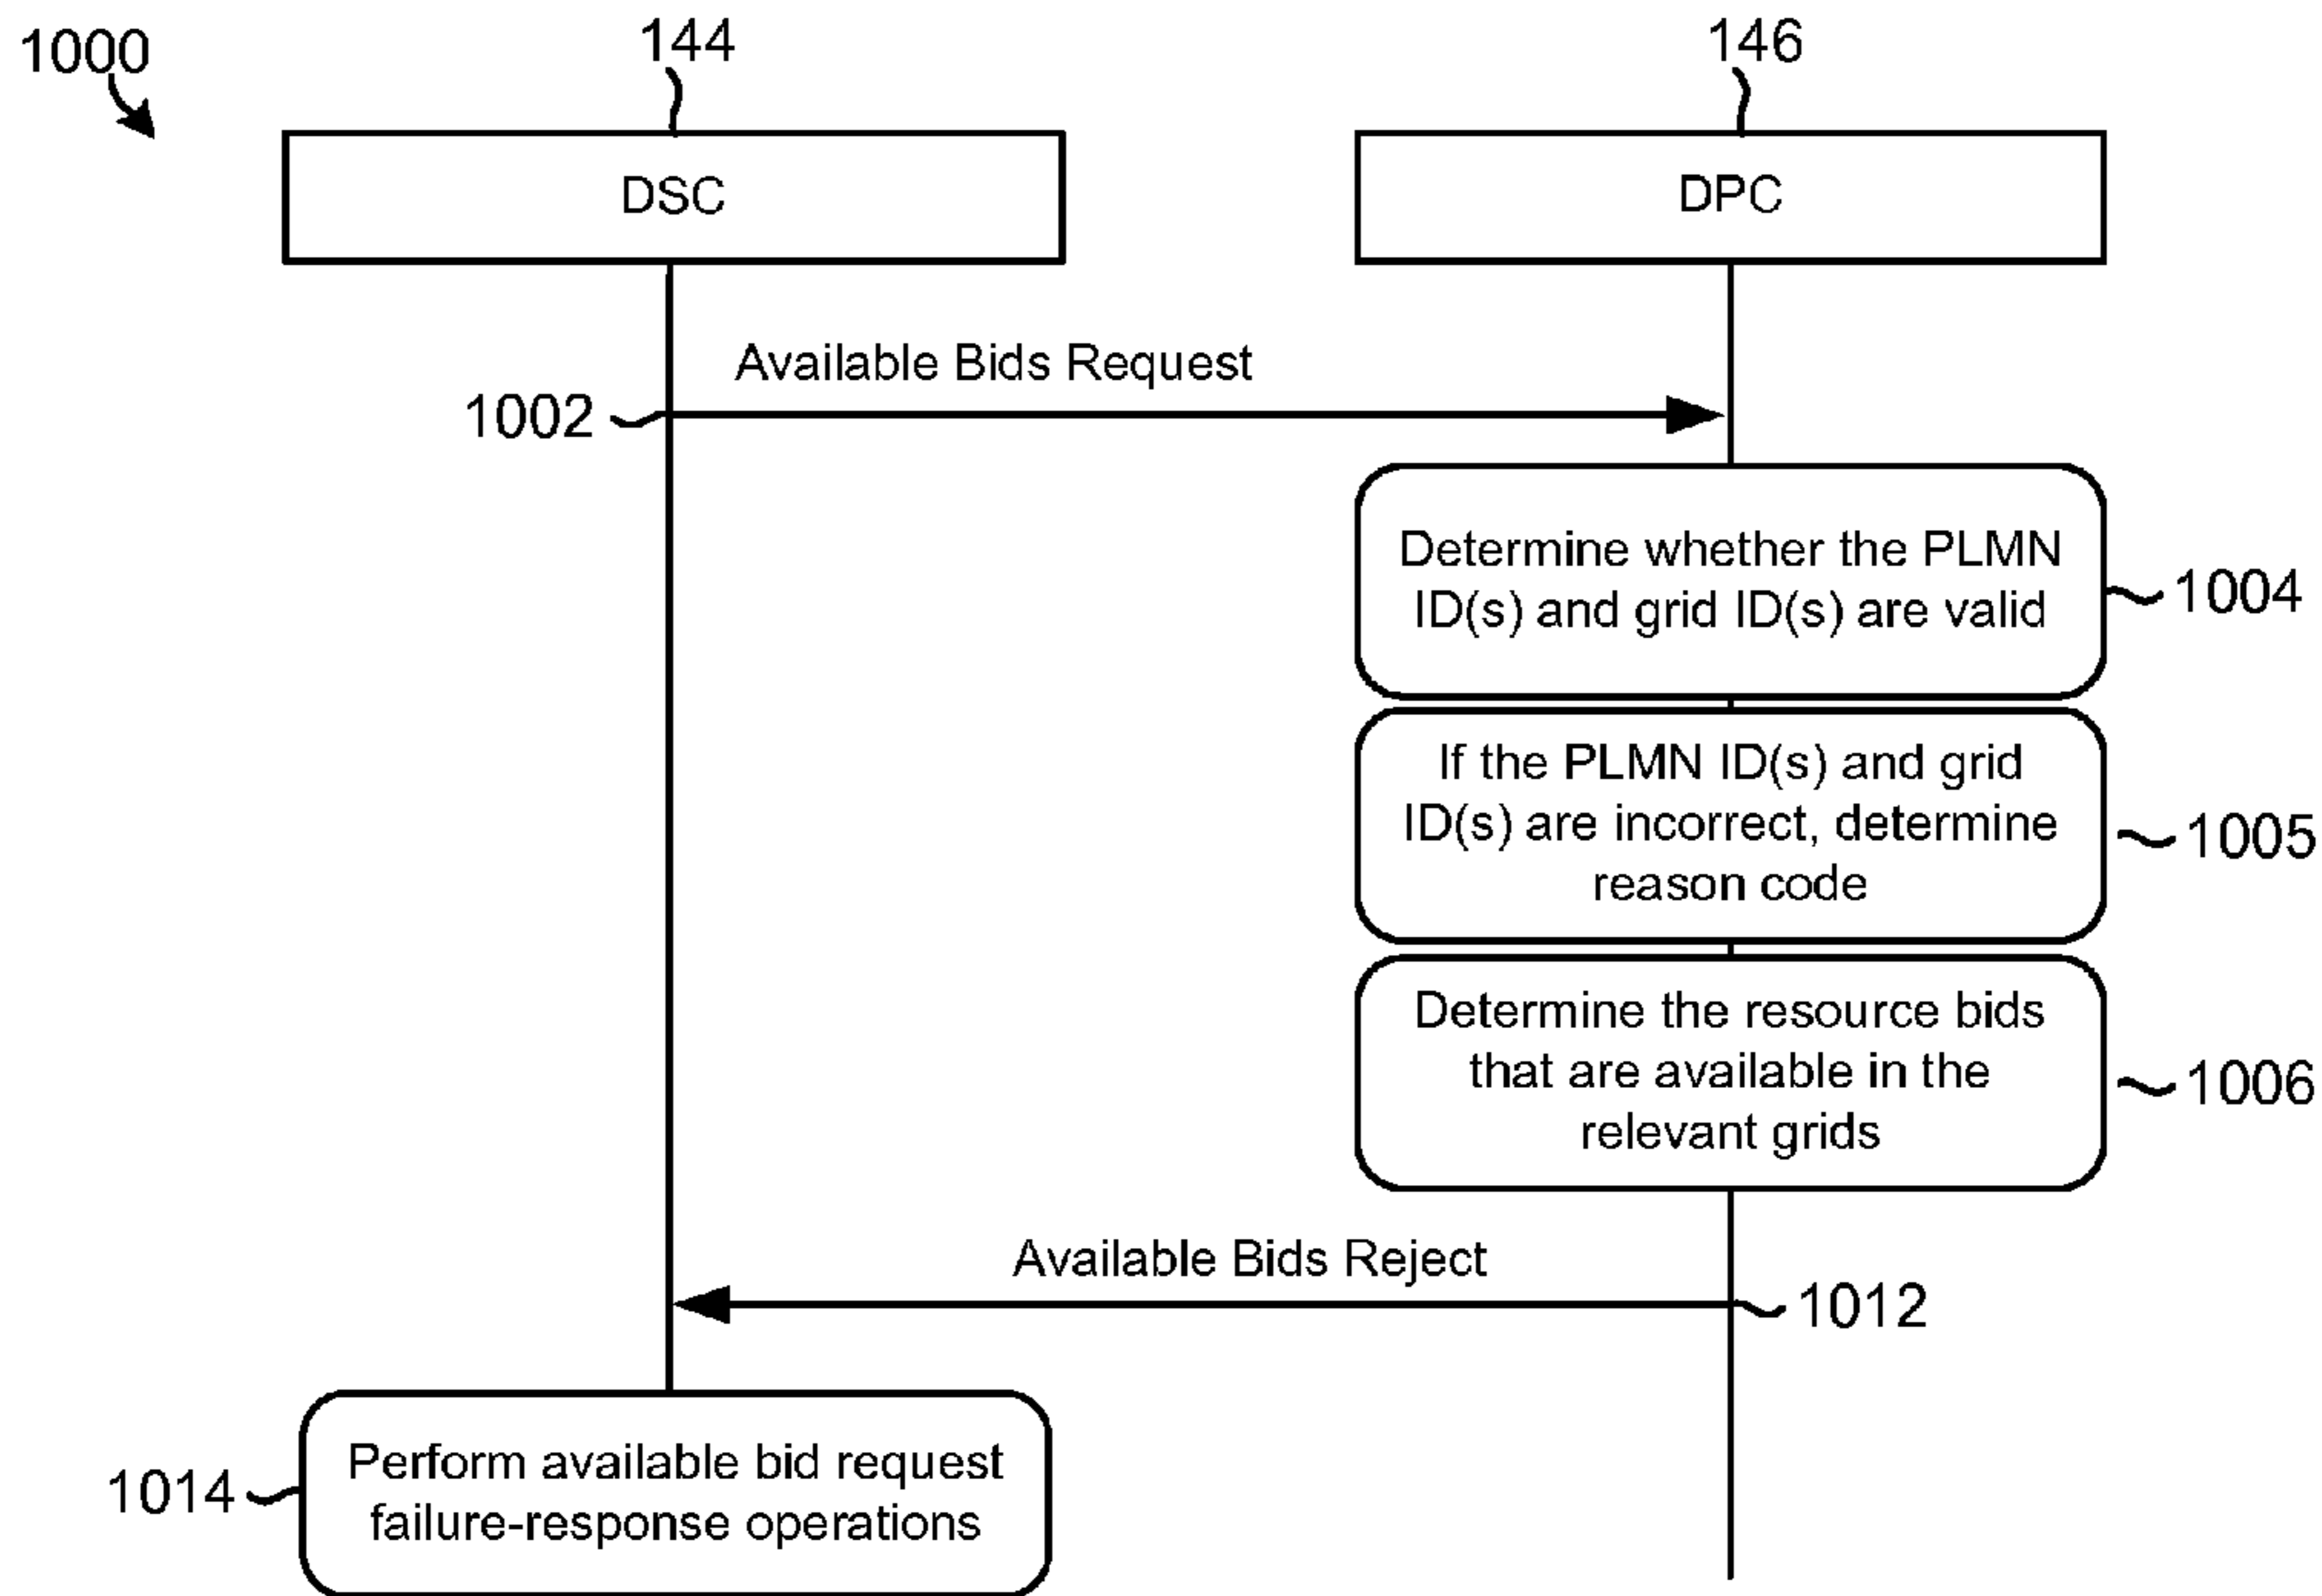 1000
144
146
DSC
DPC
Available Bids Request
1002
Determine whether the PLMN
ID(s) and grid ID(s) are valid
1004
If the PLMN ID(s) and grid
ID(s) are incorrect, determine
reason code
1005
Determine the resource bids
that are available in the
relevant grids
1006
Available Bids Reject
1012
Perform available bid request
failure-response operations
1014